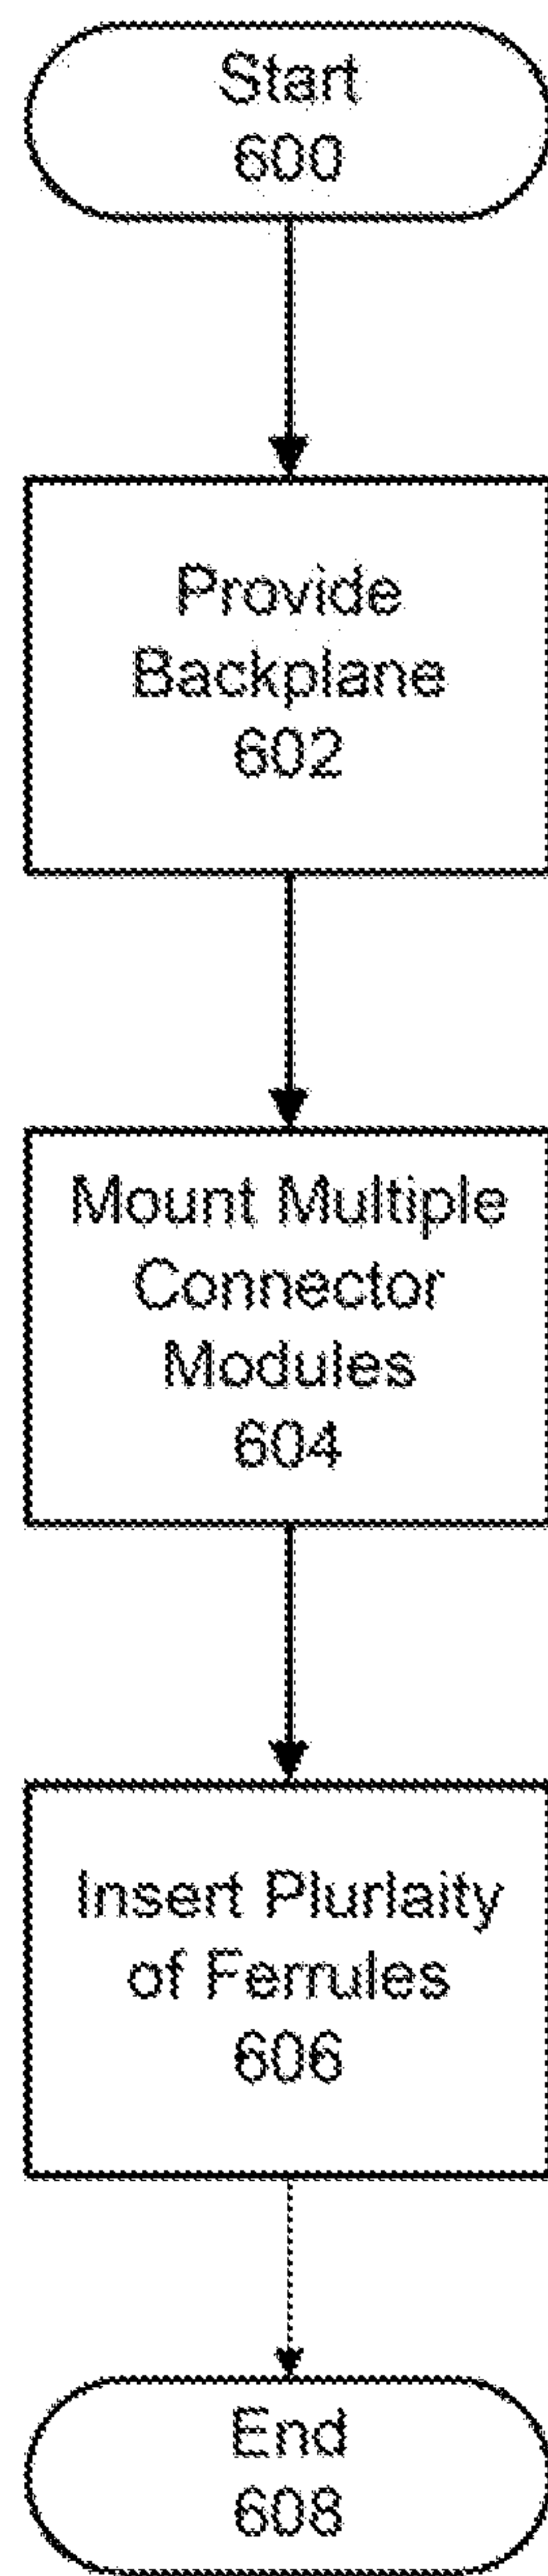 Start
600
Provide
Backplane
602
Mount Multiple
Connector
Modules
604
Insert Plurlaity
of Ferrules
606
End
608